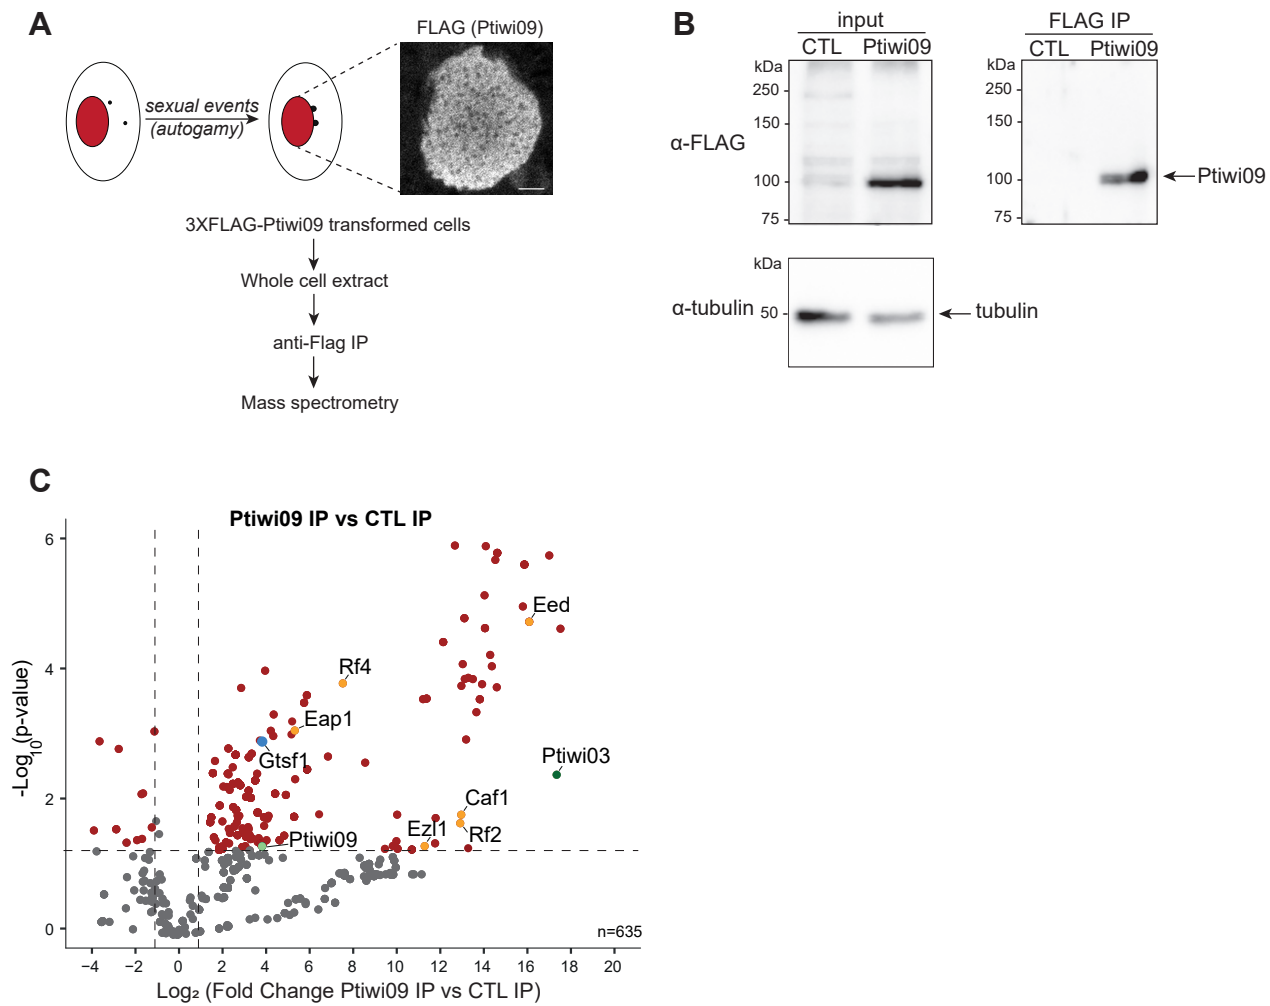 A
FLAG (Ptiwi09)
sexual events
(autogamy)
3XFLAG-Ptiwi09 transformed cells
Whole cell extract
anti-Flag IP
Mass spectrometry
B
input
CTL Ptiwi09
kDa
250
150
α-FLAG
100
75
FLAG IP
CTL Ptiwi09
kDa
250
150
100
75
Ptiwi09
kDa
α-tubulin
50
tubulin
C
Ptiwi09 IP vs CTL IP
6
4
2
0
-Log10(p-value)
Eed
Rf4
Eap1
Gtsf1
Ptiwi03
Caf1
Ezl1
Rf2
Ptiwi09
n=635
−4 −2 0 2 4 6 8 10 12 14 16 18 20
Log₂ (Fold Change Ptiwi09 IP vs CTL IP)